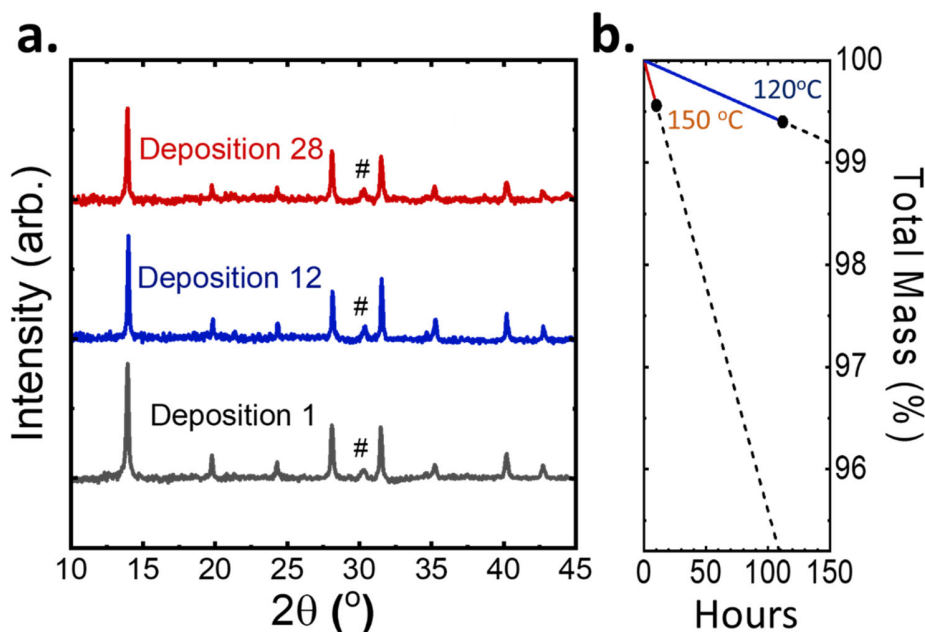 a.
Intensity (arb.)
Deposition 28
#
Deposition 12
#
Deposition 1
#
10 15 20 25 30 35 40 45
2θ (°)
b.
120°C
150 °C
100
99
98
97
96
Total Mass (%)
0 50 100 150
Hours